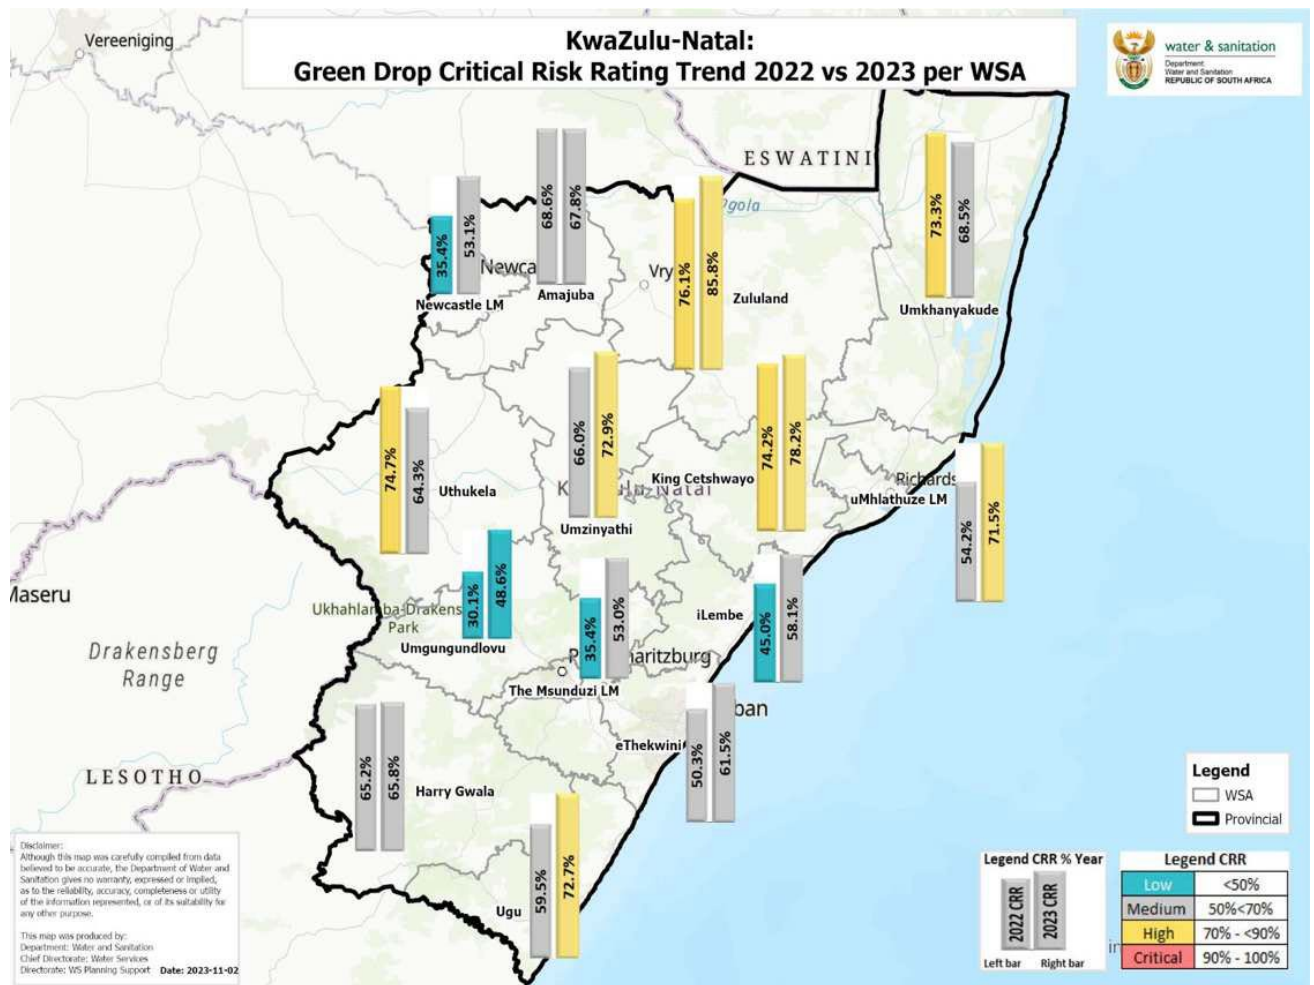 KwaZulu-Natal:
Green Drop Critical Risk Rating Trend 2022 vs 2023 per WSA
water & sanitation
Department:
Water and Sanitation
REPUBLIC OF SOUTH AFRICA
Vereeniging
ESWATINI
68.6%
67.8%
Amajuba
35.4%
53.1%
Newca
Newcastle LM
76.1%
85.8%
Vry
Zululand
73.3%
68.5%
Umkhanyakude
74.7%
64.3%
Uthukela
66.0%
72.9%
Umzinyathi
74.2%
78.2%
King Cetshwayo
Richards
uMhlathuze LM
54.2%
71.5%
Maseru
Drakensberg
Range
Ukhahlamba-Drakens
Park
30.1%
48.6%
Umgungundlovu
35.4%
53.0%
aritzburg
The Msunduzi LM
iLembe
45.0%
58.1%
ban
eThekwini
50.3%
61.5%
LESOTHO
65.2%
65.8%
Harry Gwala
59.5%
72.7%
Ugu
Legend
WSA
Provincial
Legend CRR % Year
2022 CRR
2023 CRR
Left bar Right bar
Legend CRR
Low <50%
Medium 50%<70%
High 70% - <90%
Critical 90% - 100%
Disclaimer:
Although this map was carefully compiled from data
believed to be accurate, the Department of Water and
Sanitation gives no warranty, expressed or implied,
as to the reliability, accuracy, completeness or utility
of the information represented, or of its suitability for
any other purpose.
This map was produced by:
Department: Water and Sanitation
Chief Directorate: Water Services
Directorate: WS Planning Support Date: 2023-11-02